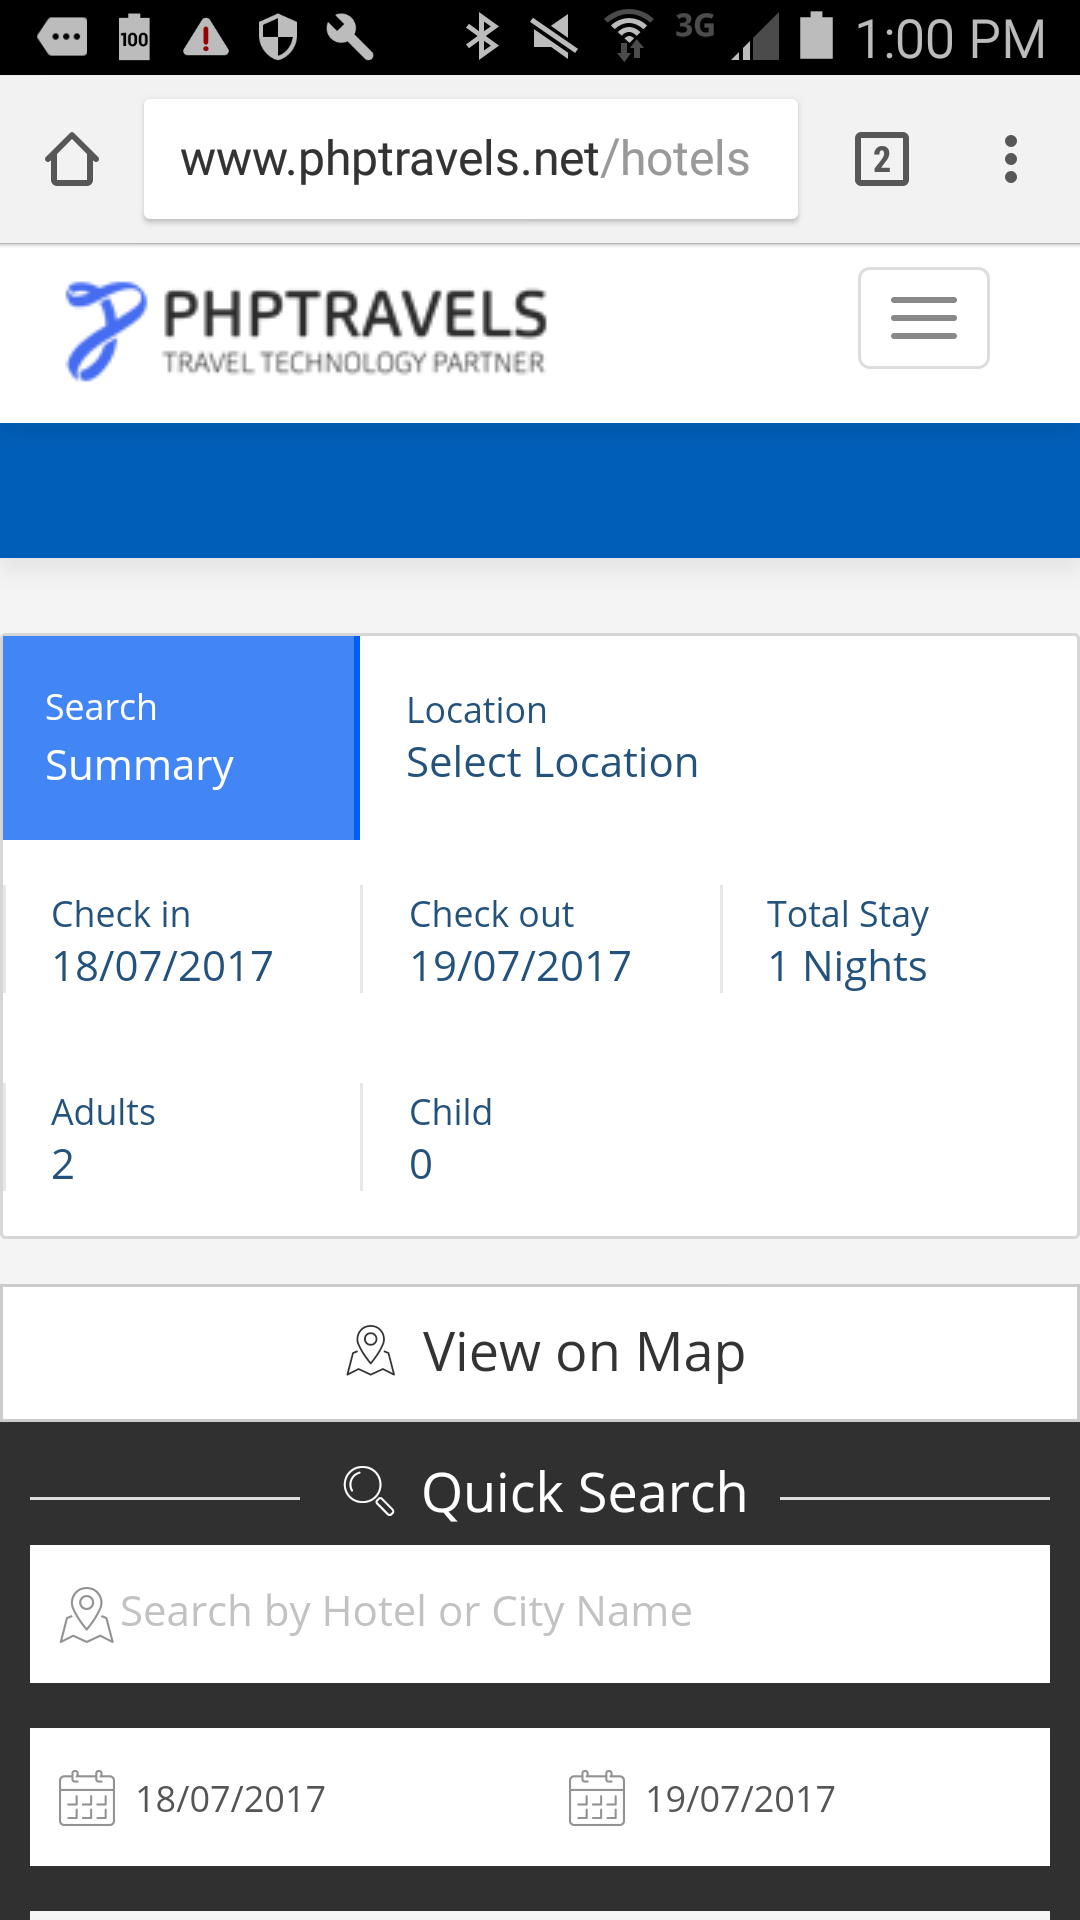 100 3G 1:00 PM
www.phptravels.net/hotels 2
PHPTRAVELS
TRAVEL TECHNOLOGY PARTNER
Search
Summary
Location
Select Location
Check in
18/07/2017
Check out
19/07/2017
Total Stay
1 Nights
Adults
2
Child
0
View on Map
Quick Search
Search by Hotel or City Name
18/07/2017 19/07/2017